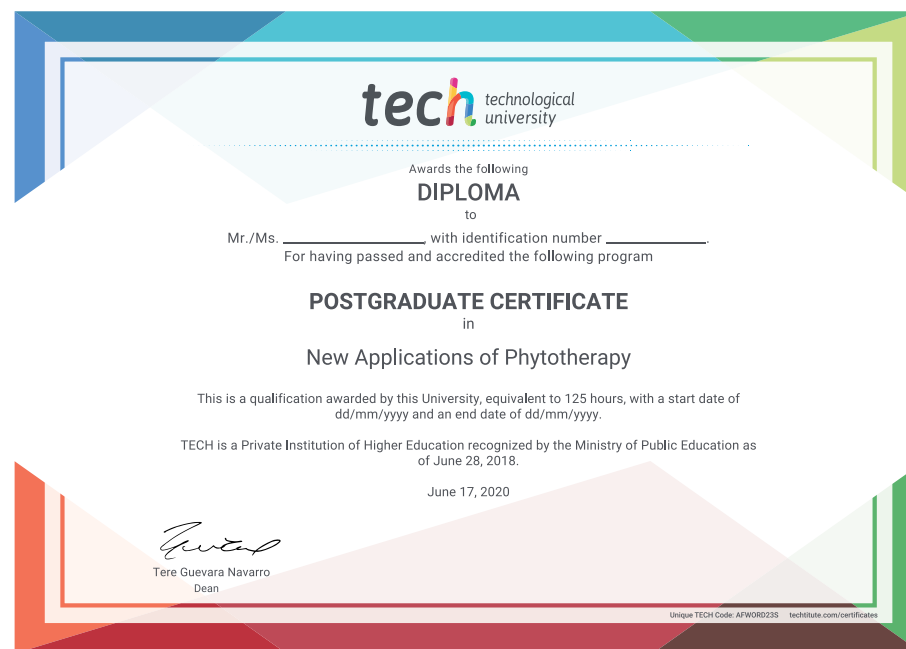 tech technological
university
Awards the following
DIPLOMA
to
Mr./Ms. ____________________, with identification number ______________.
For having passed and accredited the following program
POSTGRADUATE CERTIFICATE
in
New Applications of Phytotherapy
This is a qualification awarded by this University, equivalent to 125 hours, with a start date of
dd/mm/yyyy and an end date of dd/mm/yyyy.
TECH is a Private Institution of Higher Education recognized by the Ministry of Public Education as
of June 28, 2018.
June 17, 2020
Tere Guevara Navarro
Dean
Unique TECH Code: AFWORD23S techtitute.com/certificates